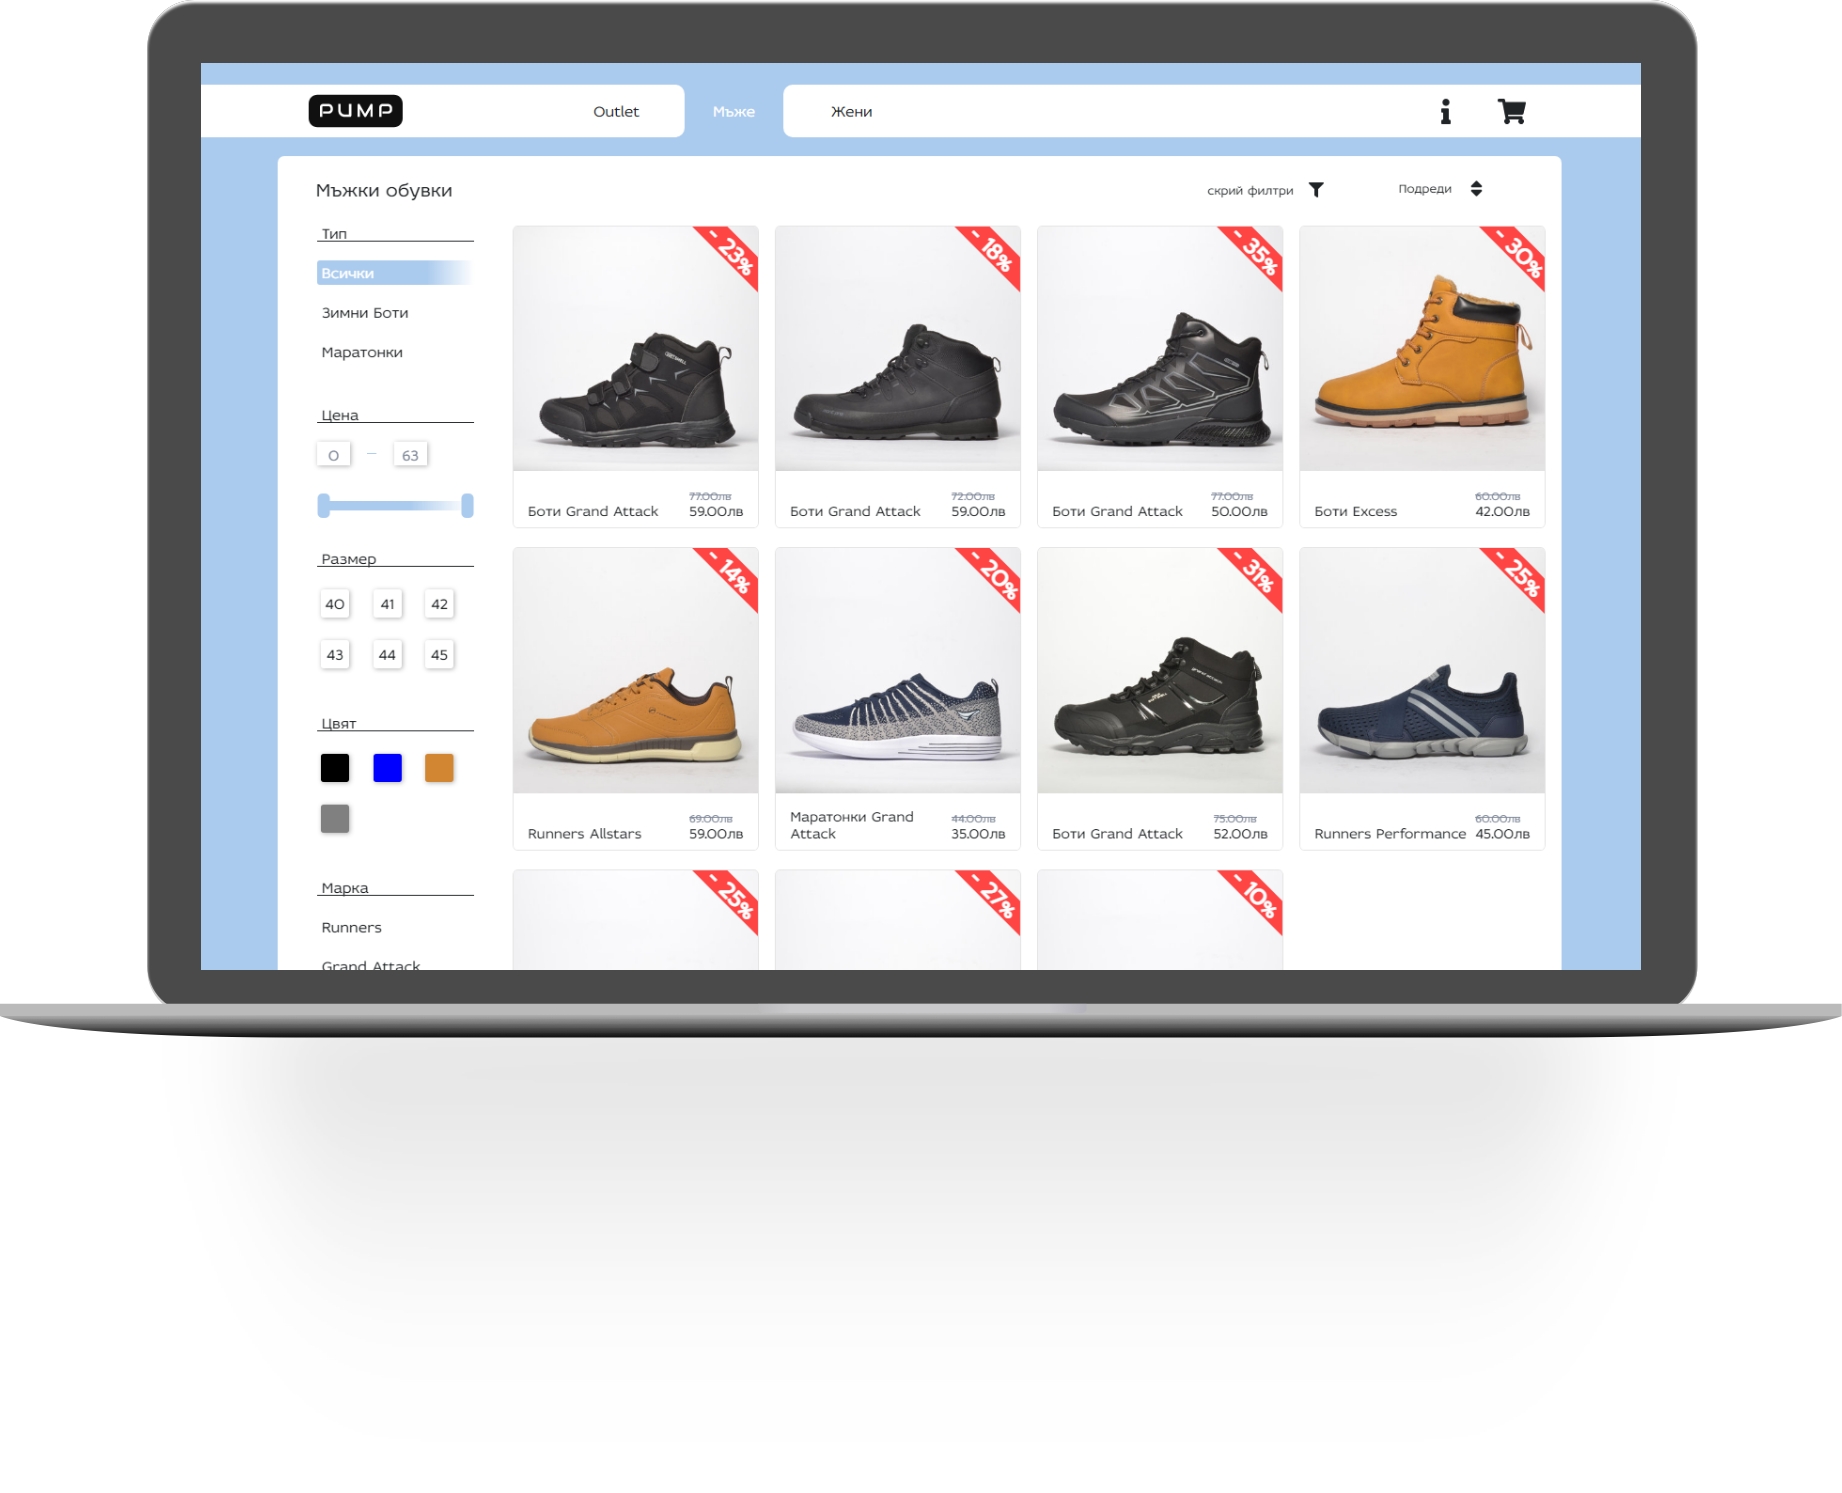 PUMP
Outlet
Мъже
Жени
Мъжки обувки
скрий филтри
Подреди
Тип
Всички
Зимни Боти
Маратонки
Цена
0 – 63
Размер
40 41 42
43 44 45
Цвят
Марка
Runners
Grand Attack
- 23%
77.00лв
Боти Grand Attack 59.00лв
- 18%
72.00лв
Боти Grand Attack 59.00лв
- 35%
77.00лв
Боти Grand Attack 50.00лв
- 30%
60.00лв
Боти Excess 42.00лв
- 14%
69.00лв
Runners Allstars 59.00лв
- 20%
Маратонки Grand 44.00лв
Attack 35.00лв
- 31%
75.00лв
Боти Grand Attack 52.00лв
- 25%
60.00лв
Runners Performance 45.00лв
- 25%
- 27%
- 10%